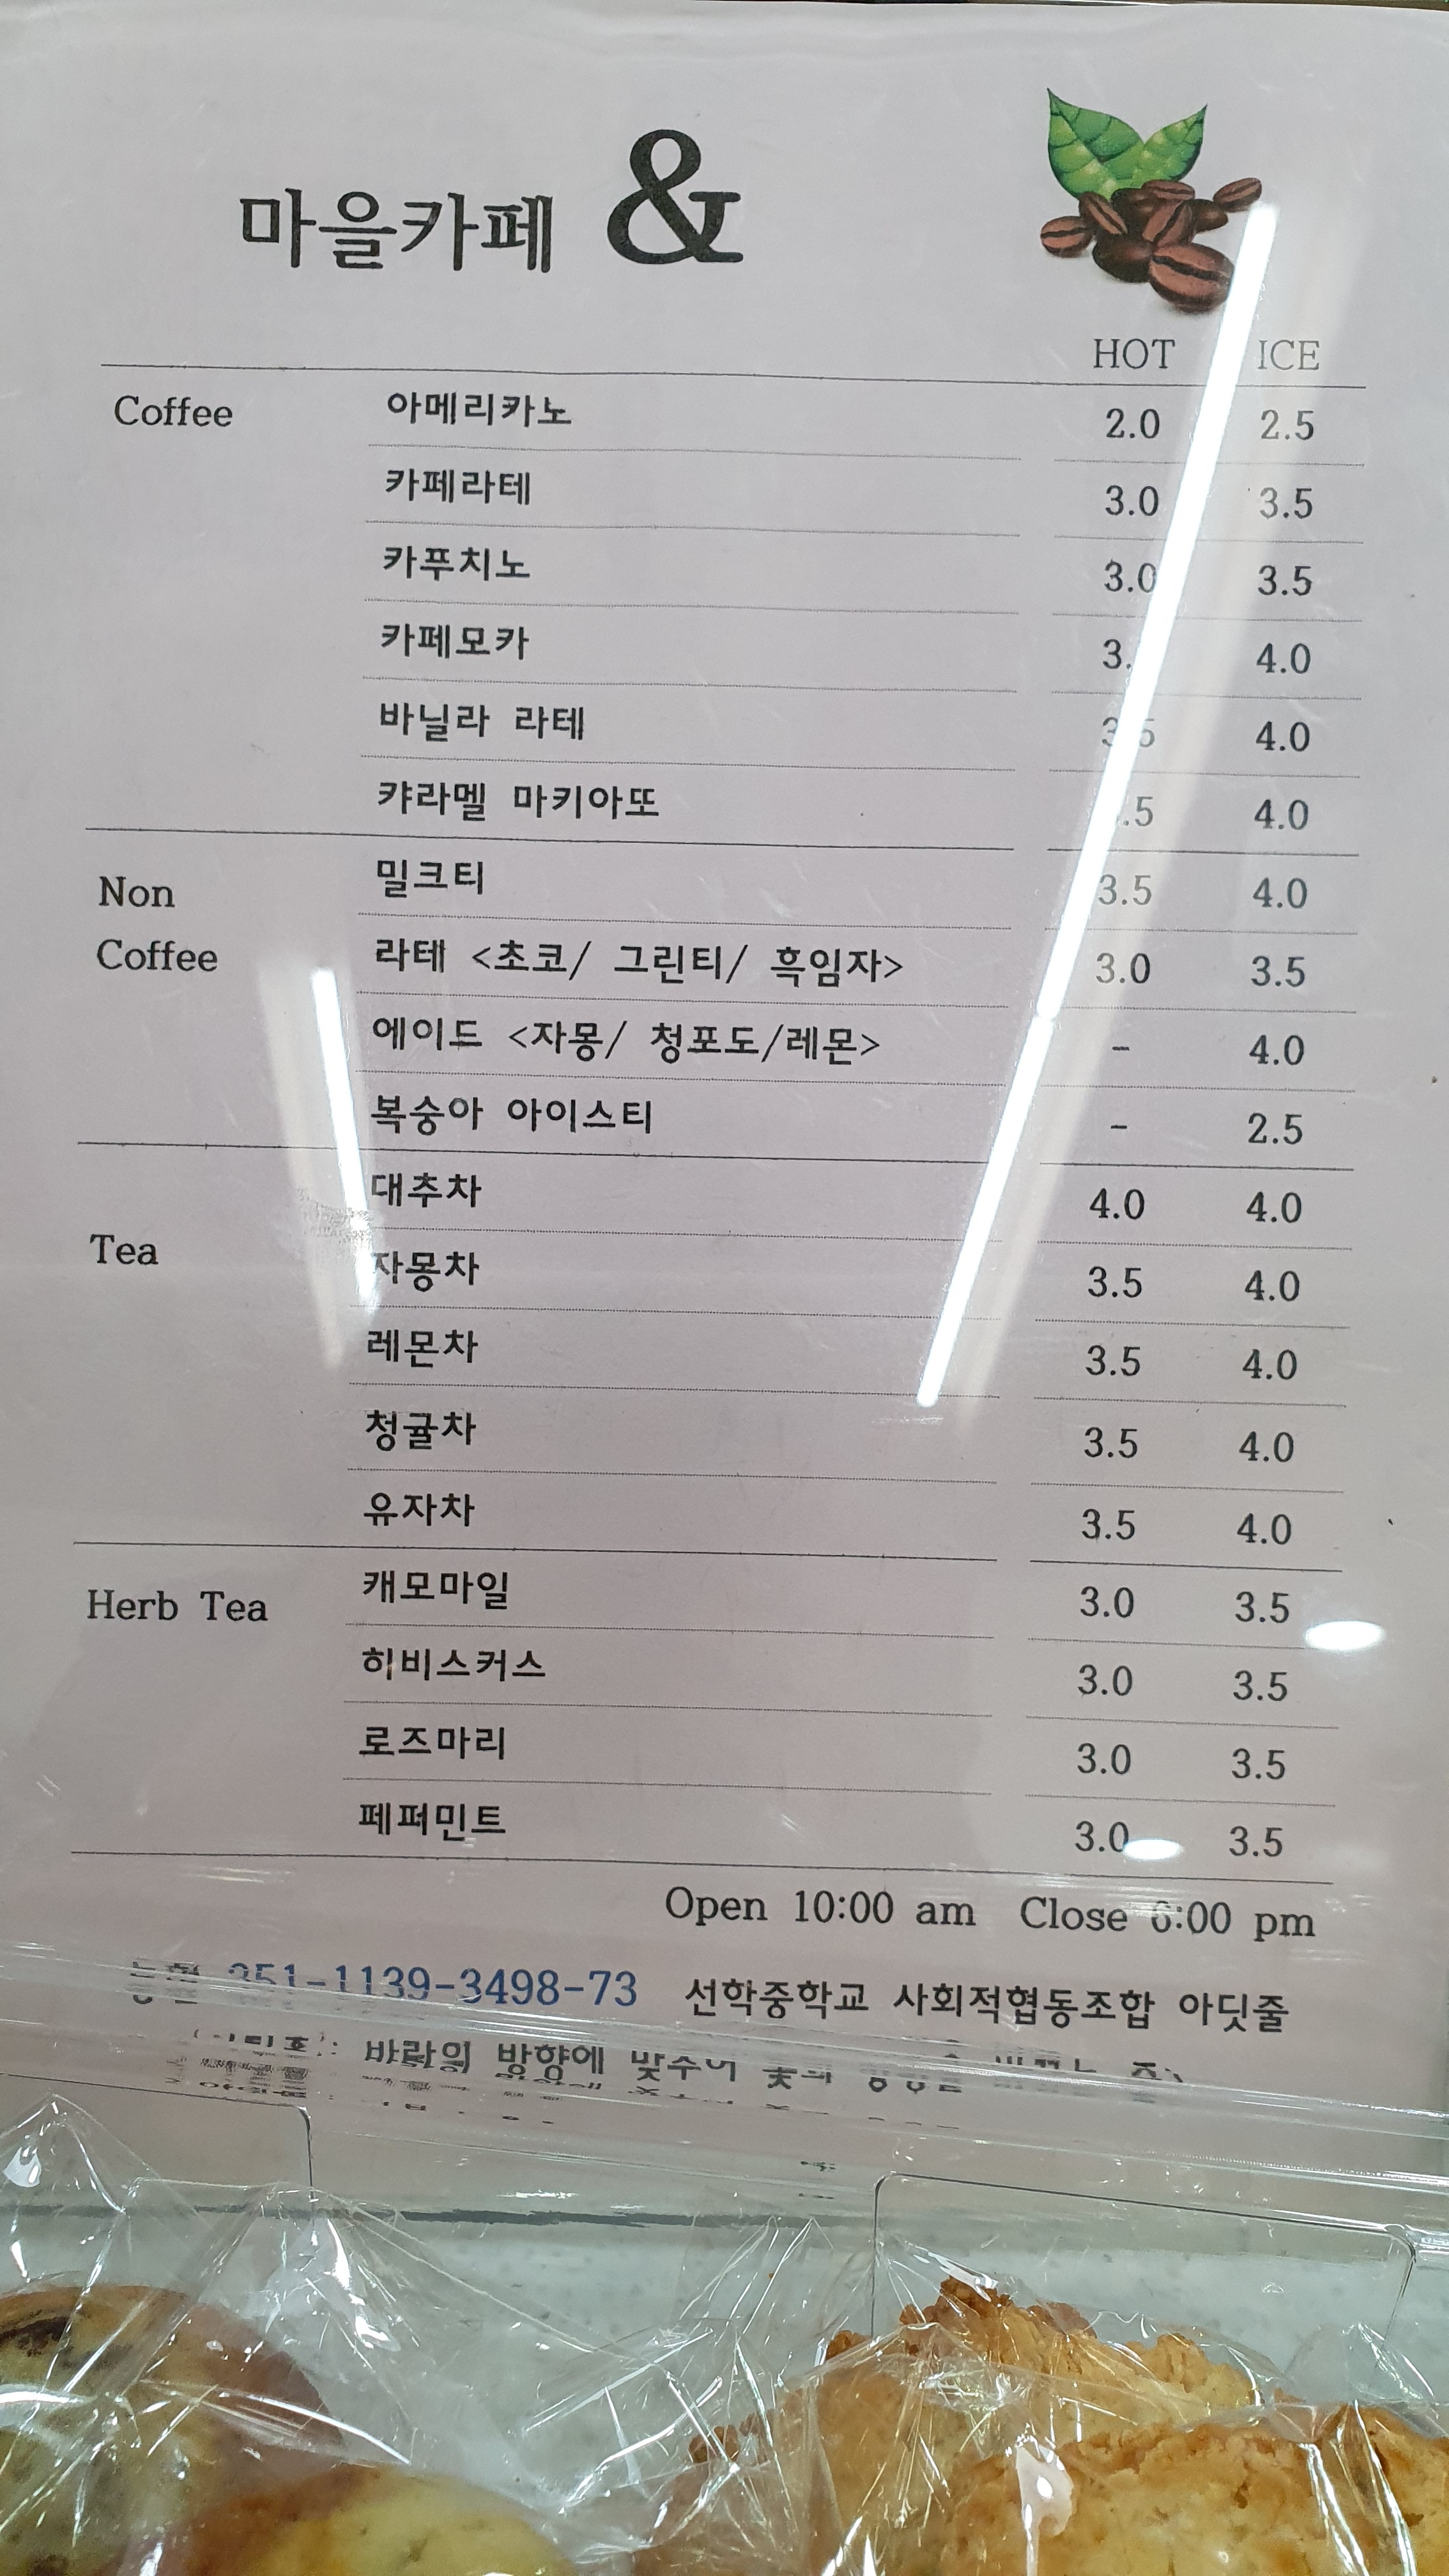 마을카페 &
HOT ICE
Coffee 아메리카노 2.0 2.5
카페라테 3.0 3.5
카푸치노 3.0 3.5
카페모카 4.0
바닐라 라테 4.0
캬라멜 마키아또 4.0
Non 밀크티 3.5 4.0
Coffee 라테 <초코/ 그린티/ 흑임자> 3.0 3.5
에이드 <자몽/ 청포도/레몬> - 4.0
복숭아 아이스티 - 2.5
대추차 4.0 4.0
Tea 자몽차 3.5 4.0
레몬차 3.5 4.0
청귤차 3.5 4.0
유자차 3.5 4.0
Herb Tea 캐모마일 3.0 3.5
히비스커스 3.0 3.5
로즈마리 3.0 3.5
페퍼민트 3.0 3.5
Open 10:00 am Close 6:00 pm
351-1139-3498-73 선학중학교 사회적협동조합 아딧줄
바람의 방향에 맞추어